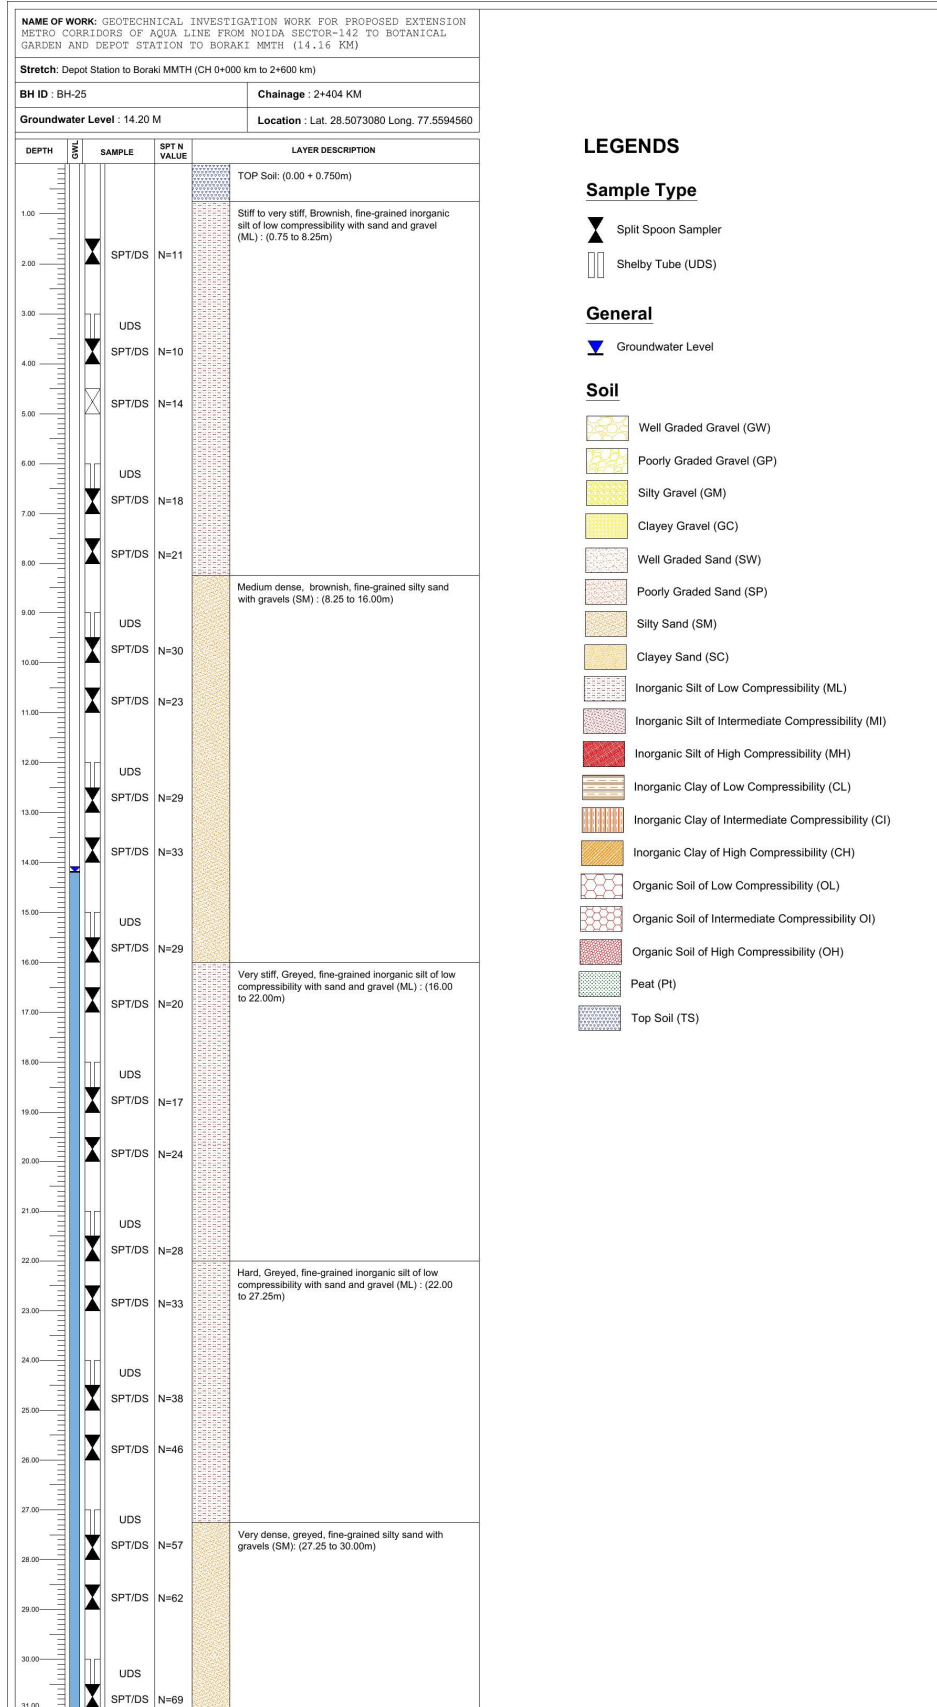 NAME OF WORK: GEOTECHNICAL INVESTIGATION WORK FOR PROPOSED EXTENSION
METRO CORRIDORS OF AQUA LINE FROM NOIDA SECTOR-142 TO BOTANICAL
GARDEN AND DEPOT STATION TO BORAKI MMTH (14.16 KM)
Stretch: Depot Station to Boraki MMTH (CH 0+000 km to 2+600 km)
BH ID : BH-25
Chainage : 2+404 KM
Groundwater Level : 14.20 M
Location : Lat. 28.5073080 Long. 77.5594560
DEPTH GWL SAMPLE SPT N VALUE LAYER DESCRIPTION
TOP Soil: (0.00 + 0.750m)
1.00
Stiff to very stiff, Brownish, fine-grained inorganic
silt of low compressibility with sand and gravel
(ML) : (0.75 to 8.25m)
SPT/DS N=11
2.00
3.00
UDS
SPT/DS N=10
4.00
SPT/DS N=14
5.00
6.00
UDS
SPT/DS N=18
7.00
SPT/DS N=21
8.00
Medium dense, brownish, fine-grained silty sand
with gravels (SM) : (8.25 to 16.00m)
9.00
UDS
SPT/DS N=30
10.00
SPT/DS N=23
11.00
12.00
UDS
SPT/DS N=29
13.00
SPT/DS N=33
14.00
15.00
UDS
SPT/DS N=29
16.00
Very stiff, Greyed, fine-grained inorganic silt of low
compressibility with sand and gravel (ML) : (16.00
to 22.00m)
SPT/DS N=20
17.00
18.00
UDS
SPT/DS N=17
19.00
SPT/DS N=24
20.00
21.00
UDS
SPT/DS N=28
22.00
Hard, Greyed, fine-grained inorganic silt of low
compressibility with sand and gravel (ML) : (22.00
to 27.25m)
SPT/DS N=33
23.00
24.00
UDS
SPT/DS N=38
25.00
SPT/DS N=46
26.00
27.00
UDS
Very dense, greyed, fine-grained silty sand with
gravels (SM): (27.25 to 30.00m)
SPT/DS N=57
28.00
SPT/DS N=62
29.00
30.00
UDS
SPT/DS N=69
31.00
LEGENDS
Sample Type
Split Spoon Sampler
Shelby Tube (UDS)
General
Groundwater Level
Soil
Well Graded Gravel (GW)
Poorly Graded Gravel (GP)
Silty Gravel (GM)
Clayey Gravel (GC)
Well Graded Sand (SW)
Poorly Graded Sand (SP)
Silty Sand (SM)
Clayey Sand (SC)
Inorganic Silt of Low Compressibility (ML)
Inorganic Silt of Intermediate Compressibility (MI)
Inorganic Silt of High Compressibility (MH)
Inorganic Clay of Low Compressibility (CL)
Inorganic Clay of Intermediate Compressibility (CI)
Inorganic Clay of High Compressibility (CH)
Organic Soil of Low Compressibility (OL)
Organic Soil of Intermediate Compressibility OI)
Organic Soil of High Compressibility (OH)
Peat (Pt)
Top Soil (TS)